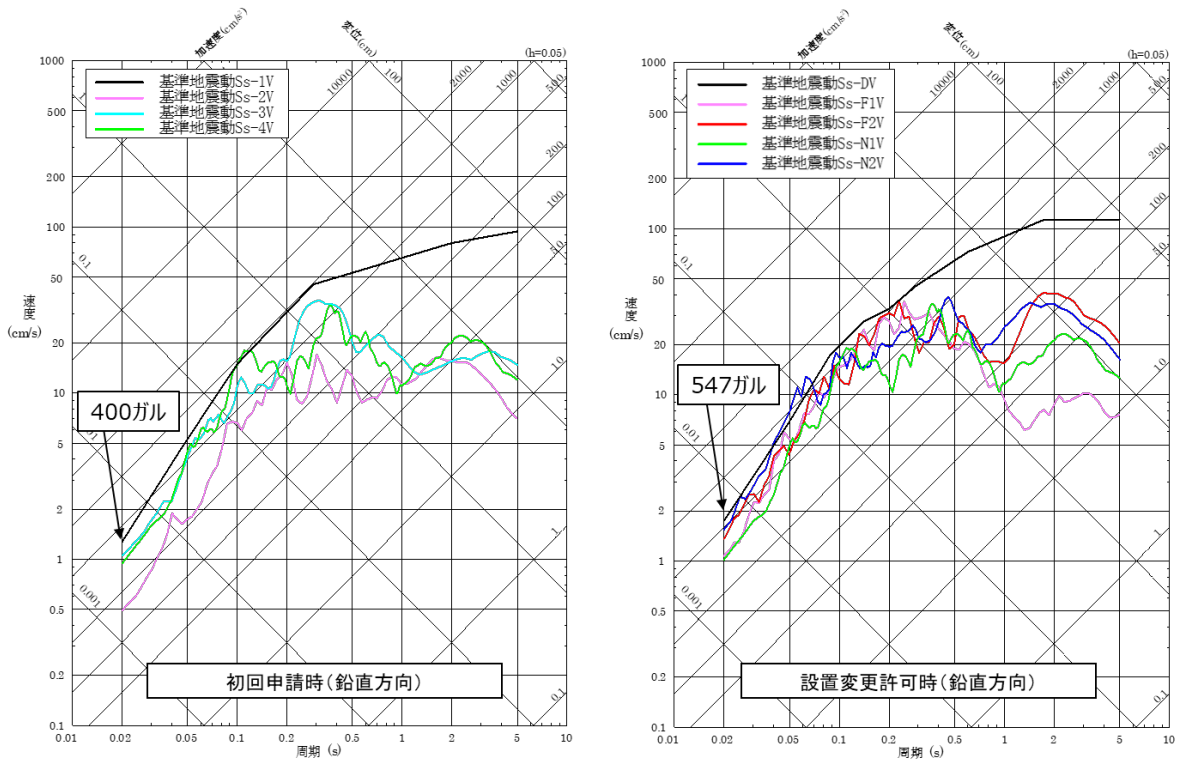 加速度(cm/s²)
変位(cm)
(h=0.05)
1000
500
200
100
50
20
10
5
2
1
0.5
0.2
0.1
速度
(cm/s)
基準地震動Ss-1V
基準地震動Ss-2V
基準地震動Ss-3V
基準地震動Ss-4V
10000
100
2000
1000
500
200
100
50
10
1
0.1
0.1
0.01
0.001
400ガル
初回申請時(鉛直方向)
0.01
0.02
0.05
0.1
0.2
0.5
1
2
5
10
周期 (s)
加速度(cm/s²)
変位(cm)
(h=0.05)
1000
500
200
100
50
20
10
5
2
1
0.5
0.2
0.1
速度
(cm/s)
基準地震動Ss-DV
基準地震動Ss-F1V
基準地震動Ss-F2V
基準地震動Ss-N1V
基準地震動Ss-N2V
10000
100
2000
1000
500
200
100
50
10
1
0.1
0.1
0.01
0.001
547ガル
設置変更許可時(鉛直方向)
0.01
0.02
0.05
0.1
0.2
0.5
1
2
5
10
周期 (s)